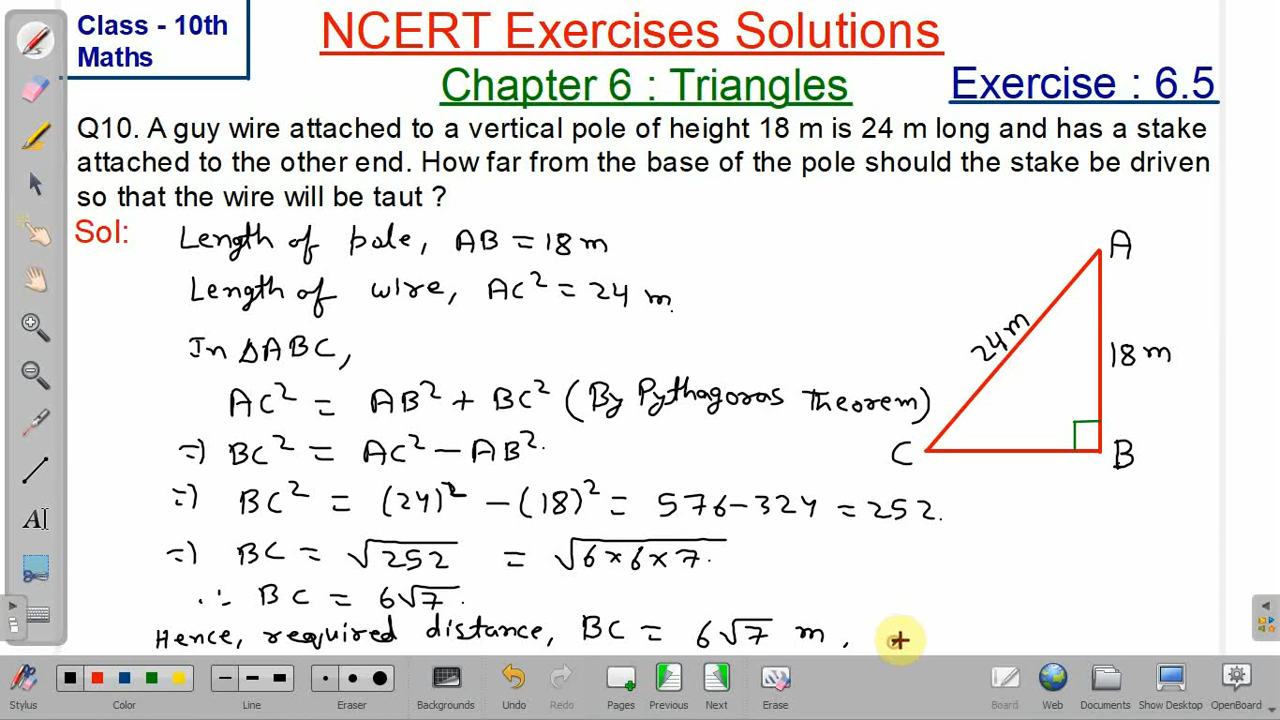 Class - 10th
Maths
NCERT Exercises Solutions
Chapter 6 : Triangles
Exercise : 6.5
Q10. A guy wire attached to a vertical pole of height 18 m is 24 m long and has a stake
attached to the other end. How far from the base of the pole should the stake be driven
so that the wire will be taut ?
Sol:
Length of pole, AB = 18 m
Length of wire, AC² = 24 m.
In ΔABC,
AC² = AB² + BC² (By Pythagoras Theorem)
⇒ BC² = AC² - AB².
⇒ BC² = (24)² - (18)² = 576 - 324 = 252.
⇒ BC = √252 = √6×6×7.
∴ BC = 6√7.
Hence, required distance, BC = 6√7 m.
A
24 m
18 m
C
B
Stylus
Color
Line
Eraser
Backgrounds
Undo
Redo
Pages
Previous
Next
Erase
Board
Web
Documents
Show Desktop
OpenBoard